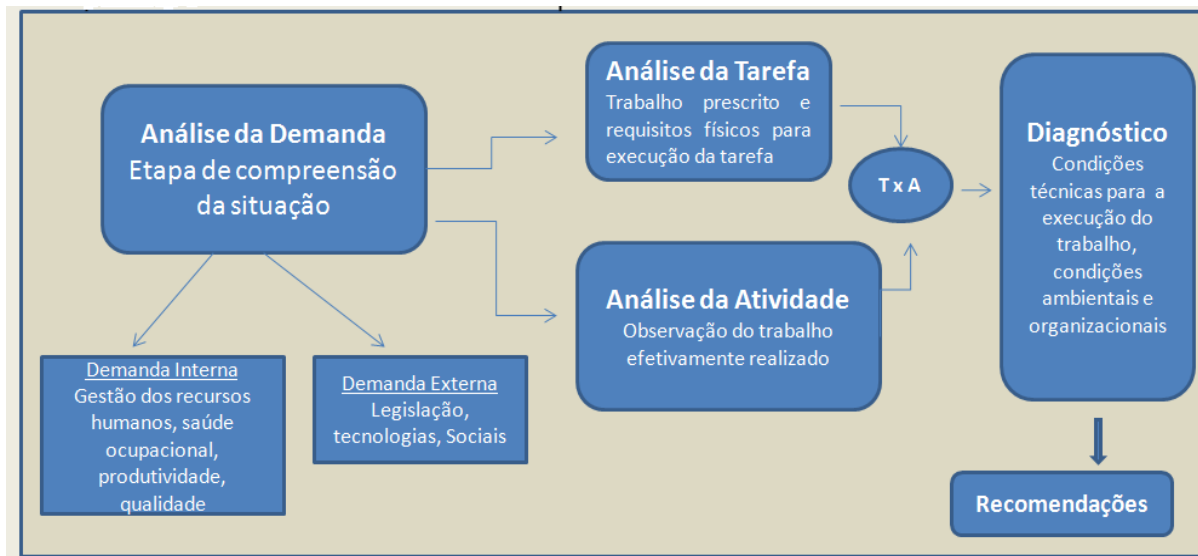 Análise da Demanda
Etapa de compreensão
da situação
Demanda Interna
Gestão dos recursos
humanos, saúde
ocupacional,
produtividade,
qualidade
Demanda Externa
Legislação,
tecnologias, Sociais
Análise da Tarefa
Trabalho prescrito e
requisitos físicos para
execução da tarefa
Análise da Atividade
Observação do trabalho
efetivamente realizado
T x A
Diagnóstico
Condições
técnicas para a
execução do
trabalho,
condições
ambientais e
organizacionais
Recomendações